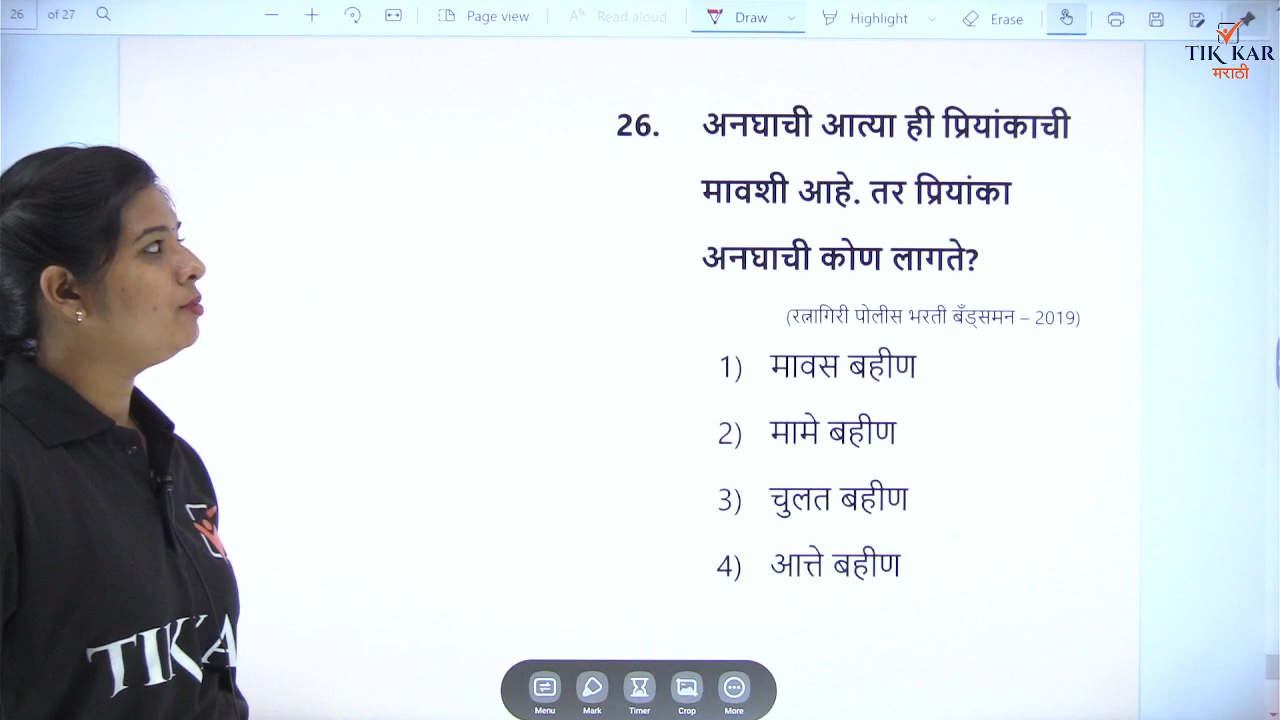 26 of 27
Page view
Read aloud
Draw
Highlight
Erase
TIK KAR
मराठी
26. अनघाची आत्या ही प्रियांकाची
मावशी आहे. तर प्रियांका
अनघाची कोण लागते?
(रत्नागिरी पोलीस भरती बँड्समन – 2019)
1) मावस बहीण
2) मामे बहीण
3) चुलत बहीण
4) आत्ते बहीण
TIK KA
Menu Mark Timer Crop More